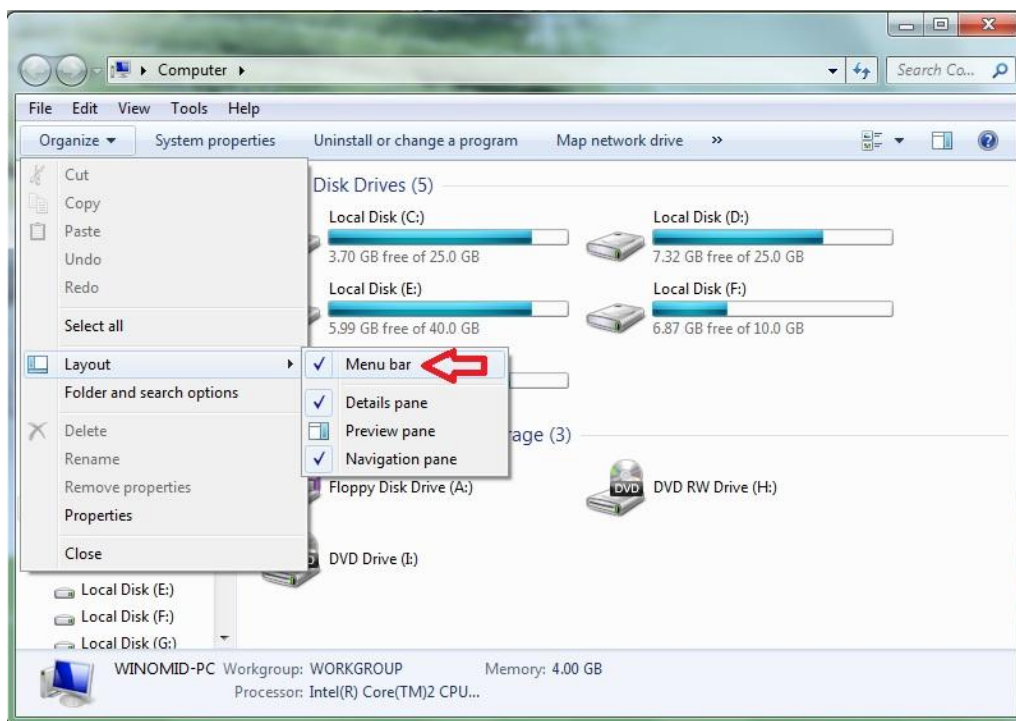 Computer
Search Co...
File Edit View Tools Help
Organize System properties Uninstall or change a program Map network drive »
Cut
Copy
Paste
Undo
Redo
Select all
Layout
Folder and search options
Delete
Rename
Remove properties
Properties
Close
Menu bar
Details pane
Preview pane
Navigation pane
Disk Drives (5)
Local Disk (C:)
3.70 GB free of 25.0 GB
Local Disk (D:)
7.32 GB free of 25.0 GB
Local Disk (E:)
5.99 GB free of 40.0 GB
Local Disk (F:)
6.87 GB free of 10.0 GB
rage (3)
Floppy Disk Drive (A:)
DVD
DVD RW Drive (H:)
DVD Drive (I:)
Local Disk (E:)
Local Disk (F:)
Local Disk (G:)
WINOMID-PC Workgroup: WORKGROUP Memory: 4.00 GB
Processor: Intel(R) Core(TM)2 CPU...